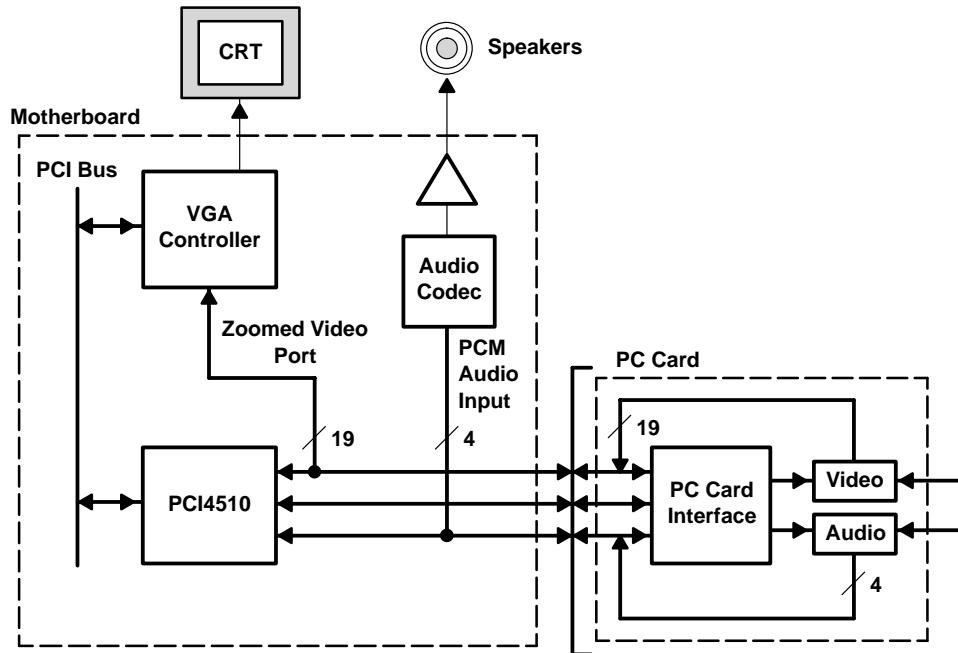 CRT
Speakers
Motherboard
PCI Bus
VGA
Controller
Audio
Codec
Zoomed Video
Port
PCM
Audio
Input
PC Card
19
4
19
PCI4510
PC Card
Interface
Video
Audio
4